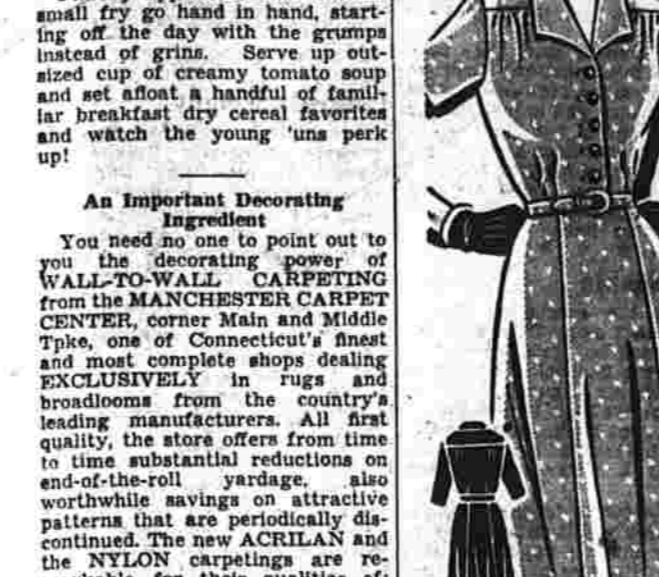 small fry go hand in hand, start-
ing off the day with the grumps
instead of grins. Serve up out-
sized cup of creamy tomato soup
and set afloat a handful of famil-
iar breakfast dry cereal favorites
and watch the young 'uns perk
up!
An Important Decorating
Ingredient
You need no one to point out to
you the decorating power of
WALL-TO-WALL CARPETING
from the MANCHESTER CARPET
CENTER, corner Main and Middle
Tpke, one of Connecticut's finest
and most complete shops dealing
EXCLUSIVELY in rugs and
broadlooms from the country's
leading manufacturers. All first
quality, the store offers from time
to time substantial reductions on
end-of-the-roll yardage, also
worthwhile savings on attractive
patterns that are periodically dis-
continued. The new ACRILAN and
the NYLON carpetings are re-
for their qualities of: